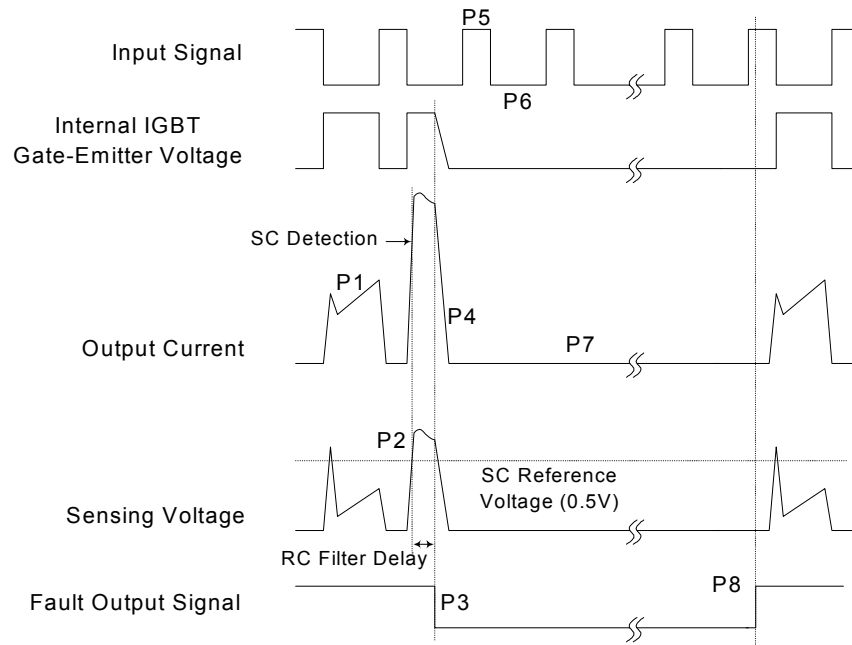 P5
Input Signal
P6
Internal IGBT
Gate-Emitter Voltage
SC Detection
P1
P4
Output Current
P7
P2
SC Reference
Voltage (0.5V)
Sensing Voltage
RC Filter Delay
P8
Fault Output Signal
P3